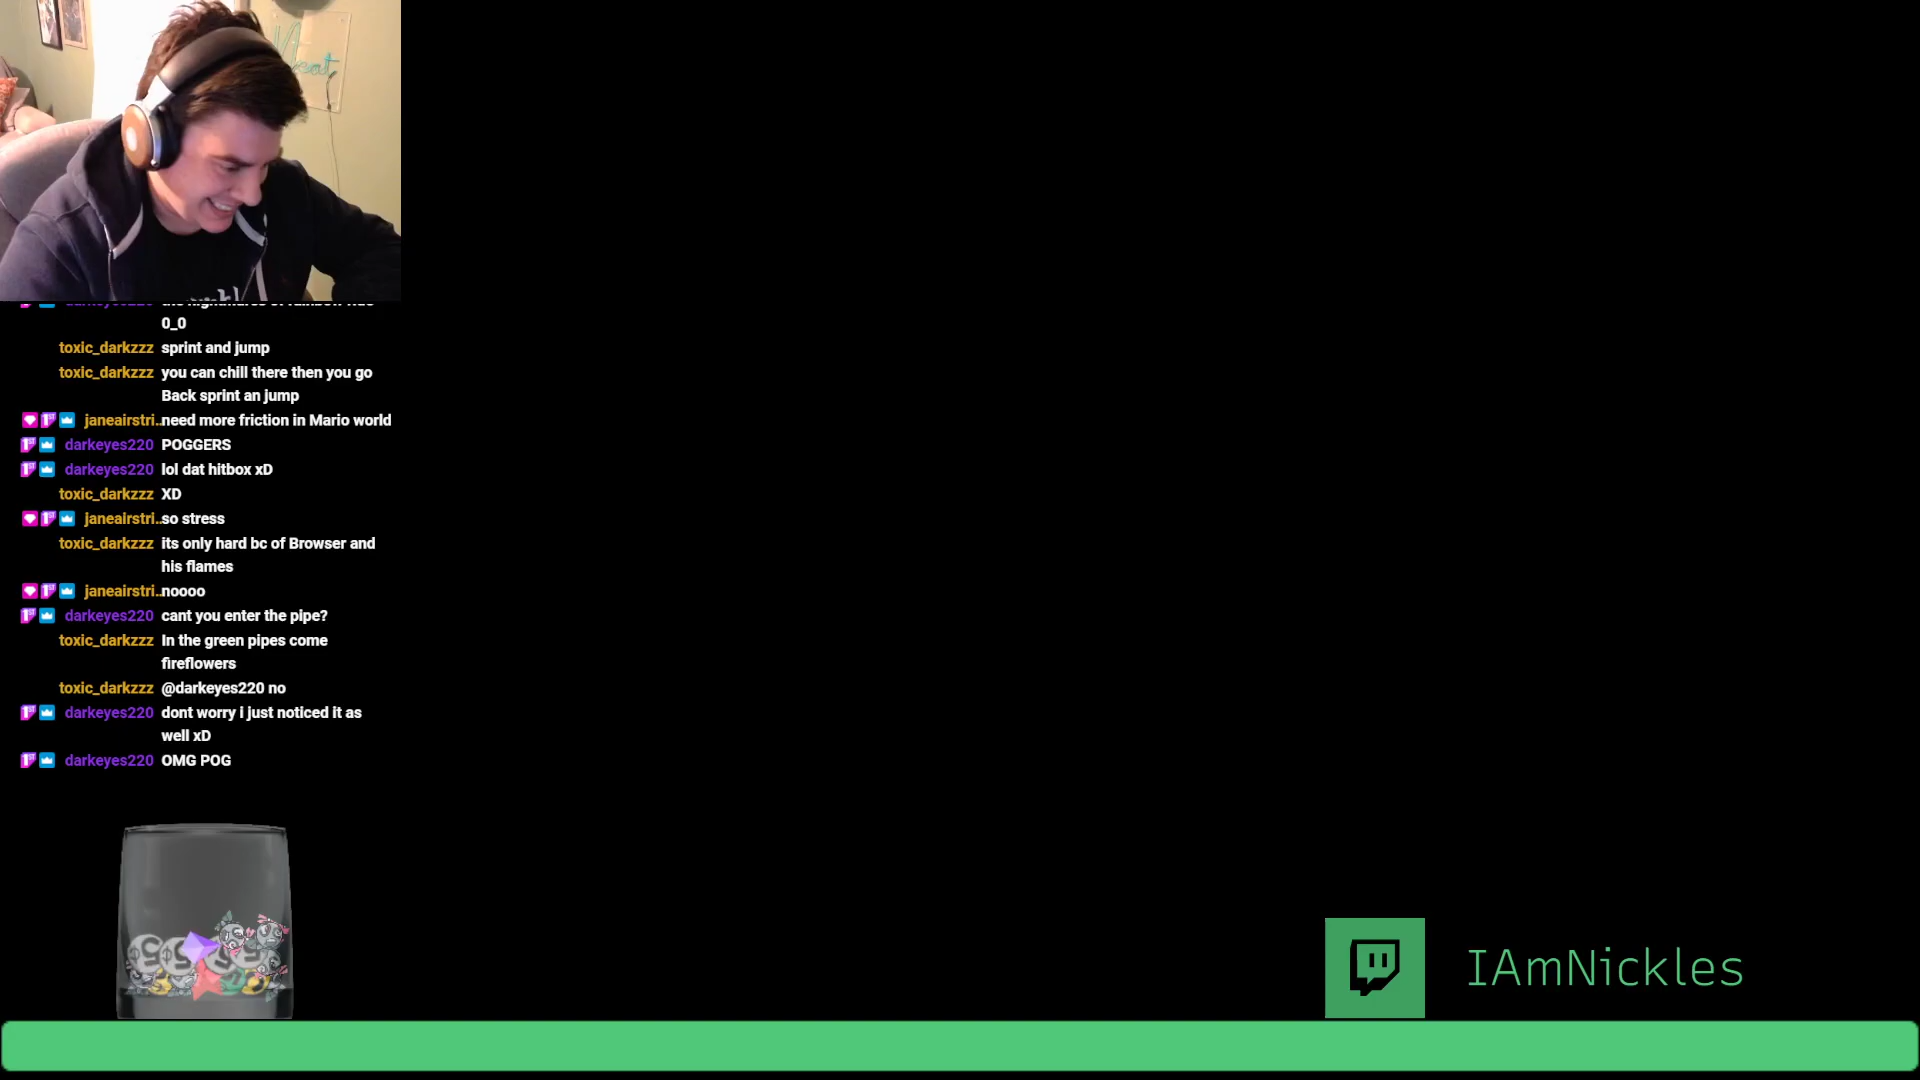 0_0
toxic_darkzzz sprint and jump
toxic_darkzzz you can chill there then you go
Back sprint an jump
janeairstri.. need more friction in Mario world
darkeyes220 POGGERS
darkeyes220 lol dat hitbox xD
toxic_darkzzz XD
janeairstri.. so stress
toxic_darkzzz its only hard bc of Browser and
his flames
janeairstri.. noooo
darkeyes220 cant you enter the pipe?
toxic_darkzzz In the green pipes come
fireflowers
toxic_darkzzz @darkeyes220 no
darkeyes220 dont worry i just noticed it as
well xD
darkeyes220 OMG POG
IAmNickles